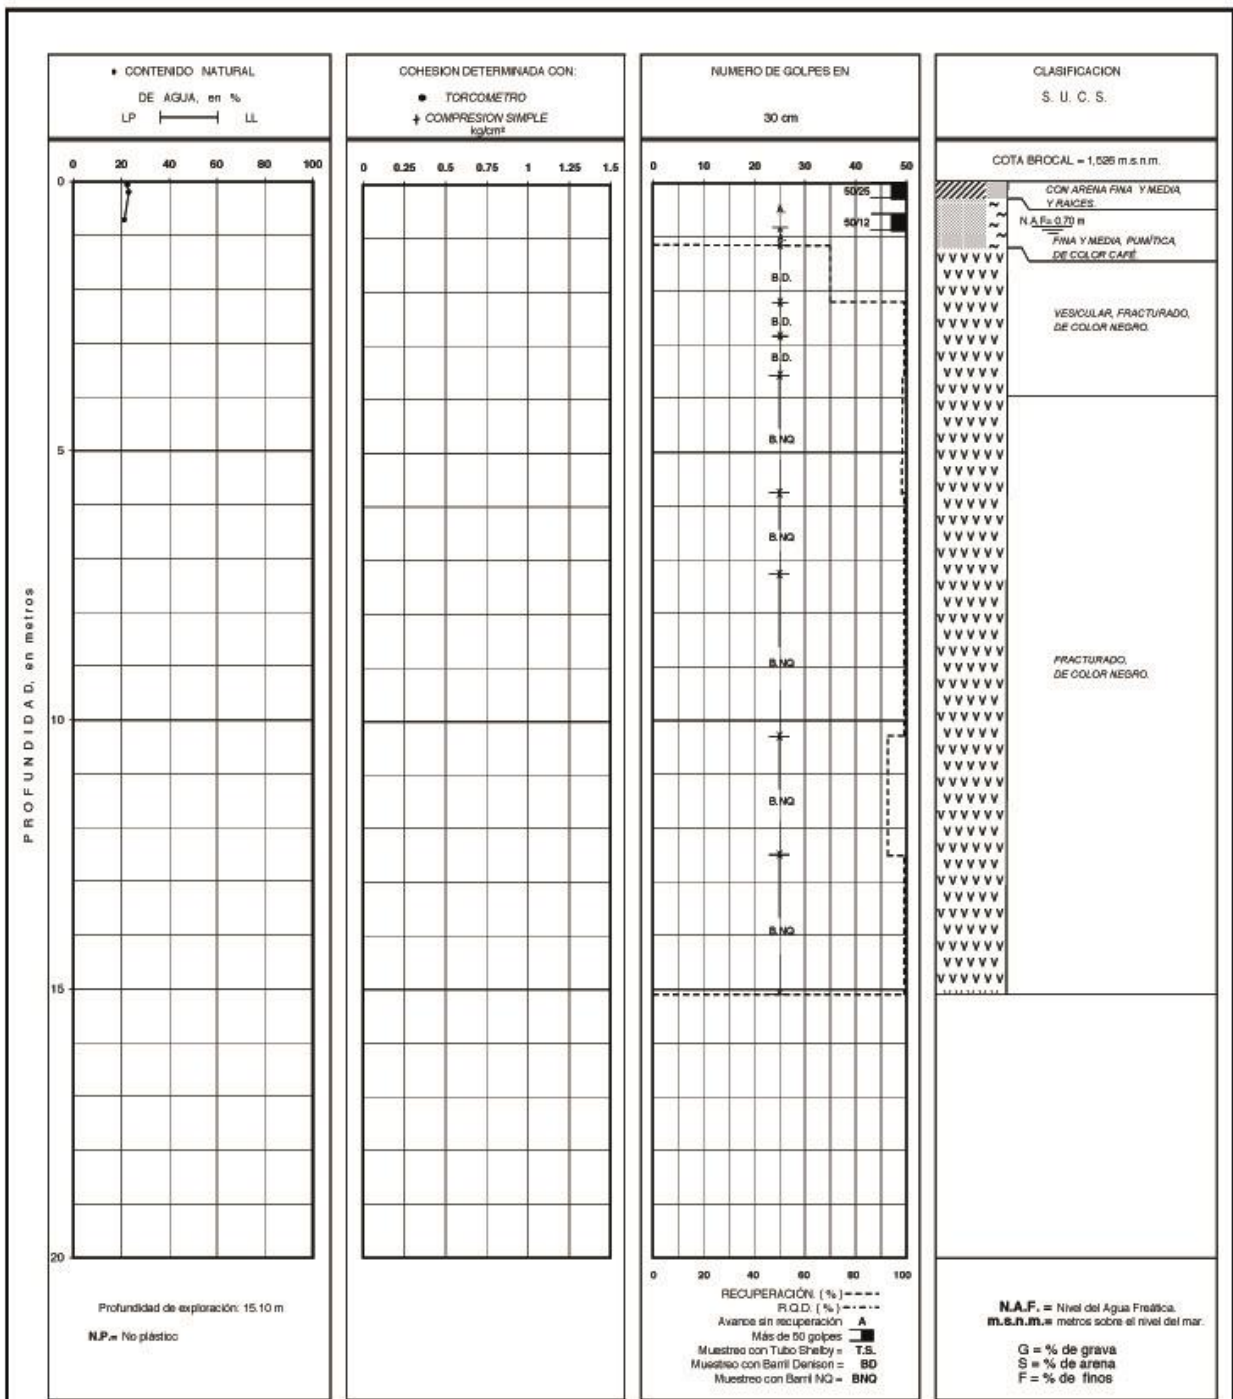 • CONTENIDO NATURAL
DE AGUA, en %
LP LL
0 20 40 60 80 100
COHESION DETERMINADA CON:
TORCOMETRO
COMPRESION SIMPLE
kg/cm²
0 0.25 0.5 0.75 1 1.25 1.5
NUMERO DE GOLPES EN
30 cm
0 10 20 30 40 50
CLASIFICACION
S. U. C. S.
COTA BROCAL = 1,526 m.s.n.m.
PROFUNDIDAD, en metros
0
5
10
15
20
50/25
A.
50/12
B.D.
B.D.
B.D.
B.NQ
B.NQ
B.NQ
B.NQ
B.NQ
CON ARENA FINA Y MEDIA,
Y RAICES.
N.A.F= 0.70 m
FINA Y MEDIA, PUMÍTICA,
DE COLOR CAFÉ.
VESICULAR, FRACTURADO,
DE COLOR NEGRO.
FRACTURADO,
DE COLOR NEGRO.
Profundidad de exploración: 15.10 m
N.P.= No plástico
0 20 40 60 80 100
RECUPERACIÓN. ( % )
R.Q.D. ( % )
Avance sin recuperación A
Más de 50 golpes
Muestreo con Tubo Shelby = T.S.
Muestreo con Barril Denison = BD
Muestreo con Barril NQ = BNQ
N.A.F. = Nivel del Agua Freática.
m.s.n.m.= metros sobre el nivel del mar.
G = % de grava
S = % de arena
F = % de finos